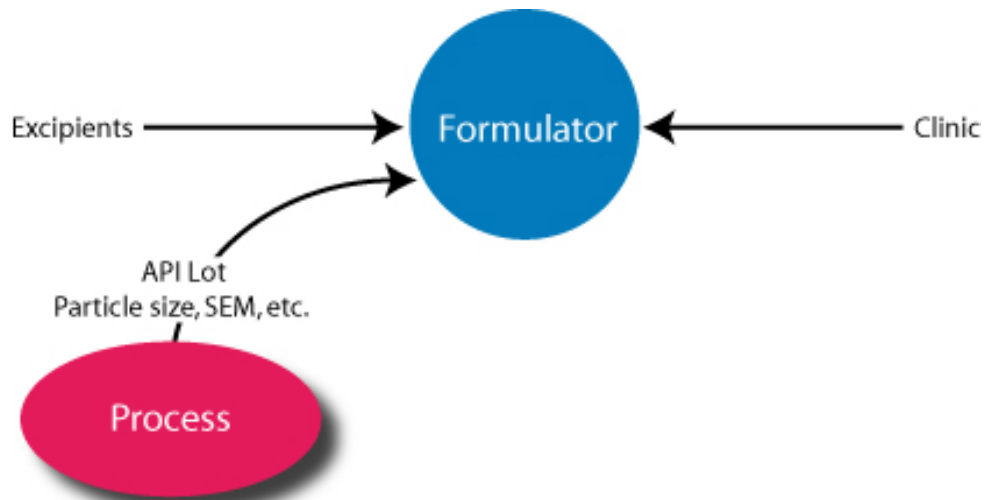 Excipients
Formulator
Clinic
API Lot
Particle size, SEM, etc.
Process